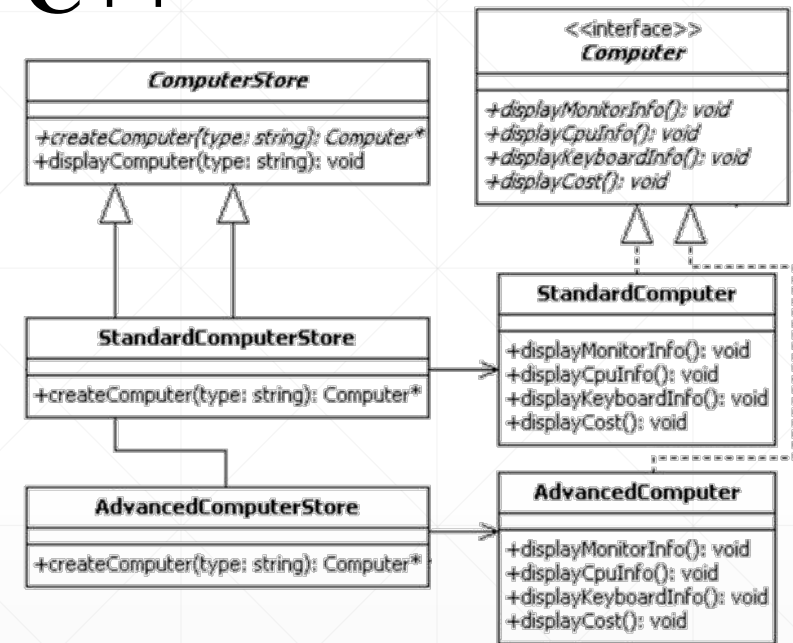 C++
ComputerStore
+createComputer(type: string): Computer*
+displayComputer(type: string): void
<<interface>>
Computer
+displayMonitorInfo(): void
+displayCpuInfo(): void
+displayKeyboardInfo(): void
+displayCost(): void
StandardComputerStore
+createComputer(type: string): Computer*
StandardComputer
+displayMonitorInfo(): void
+displayCpuInfo(): void
+displayKeyboardInfo(): void
+displayCost(): void
AdvancedComputerStore
+createComputer(type: string): Computer*
AdvancedComputer
+displayMonitorInfo(): void
+displayCpuInfo(): void
+displayKeyboardInfo(): void
+displayCost(): void